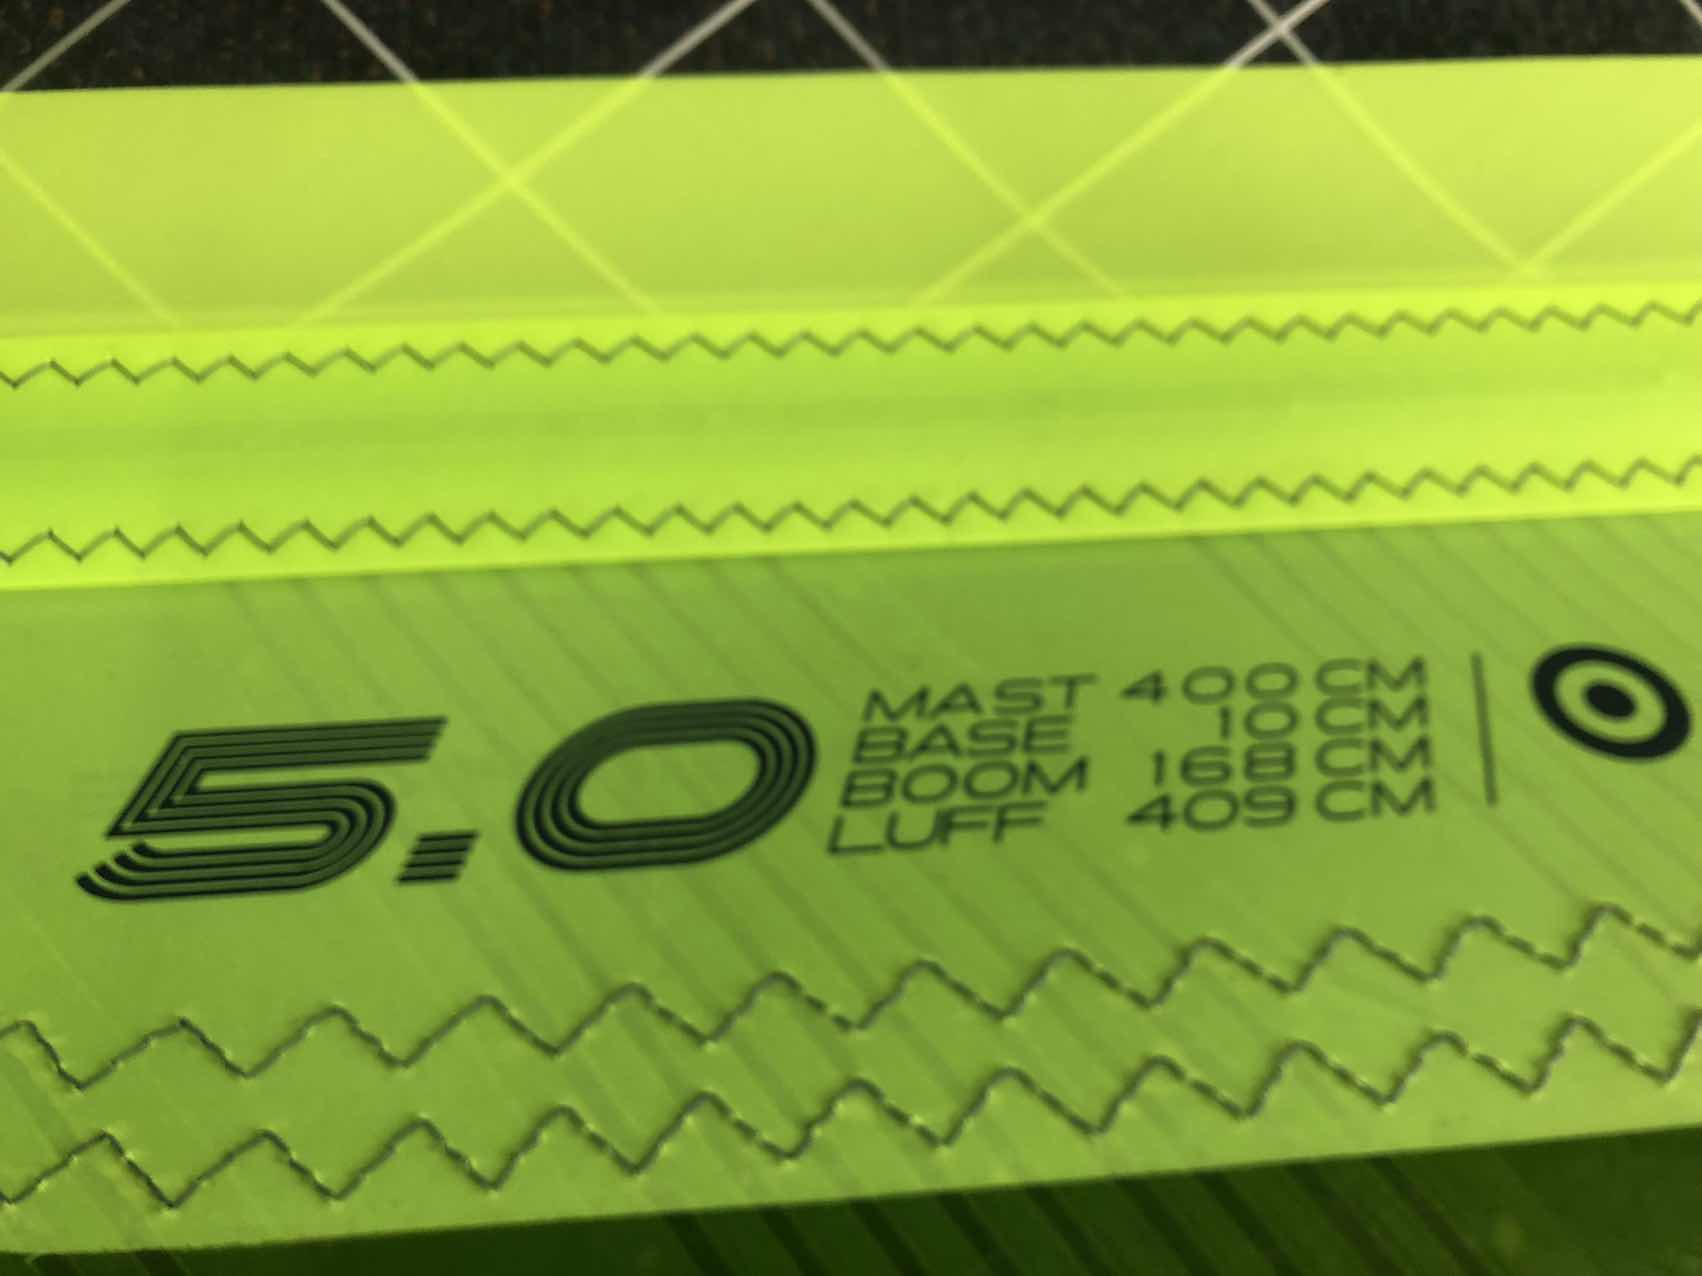 5.0
MAST 400 CM
BASE 10 CM
BOOM 168 CM
LUFF 409 CM